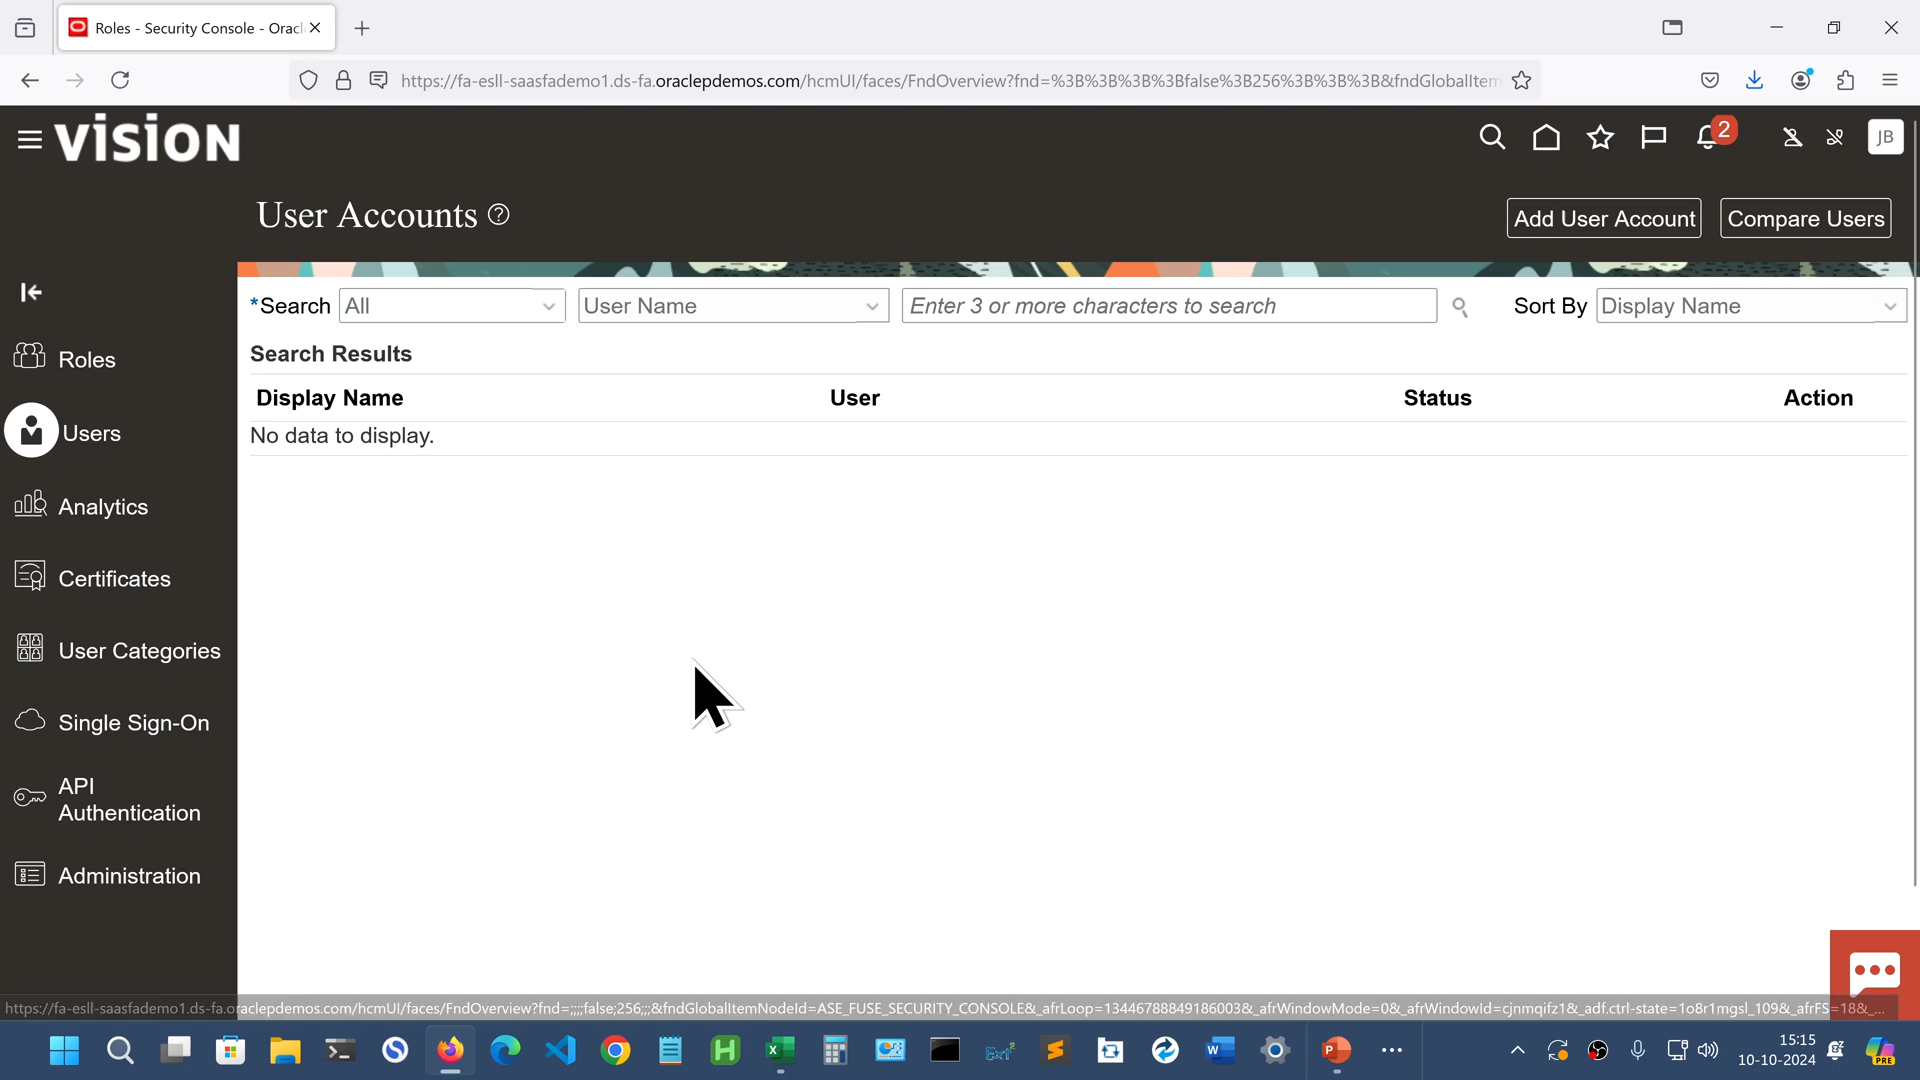 Roles - Security Console - Oracl
https://fa-esll-saasfademo1.ds-fa.oraclepdemos.com/hcmUI/faces/FndOverview?fnd=%3B%3B%3B%3Bfalse%3B256%3B%3B%3B&fndGlobalItem
VISION
2
JB
User Accounts ?
Add User Account
Compare Users
*Search All User Name Enter 3 or more characters to search Sort By Display Name
Search Results
Display Name User Status Action
No data to display.
Roles
Users
Analytics
Certificates
User Categories
Single Sign-On
API
Authentication
Administration
https://fa-esll-saasfademo1.ds-fa.oraclepdemos.com/hcmUI/faces/FndOverview?fnd=;;;;false;256;;;&fndGlobalItemNodeId=ASE_FUSE_SECURITY_CONSOLE&_afrLoop=13446788849186003&_afrWindowMode=0&_afrWindowId=cjnmqifz1&_adf.ctrl-state=1o8r1mgsl_109&_afrFS=18&_...
15:15
10-10-2024
PRE